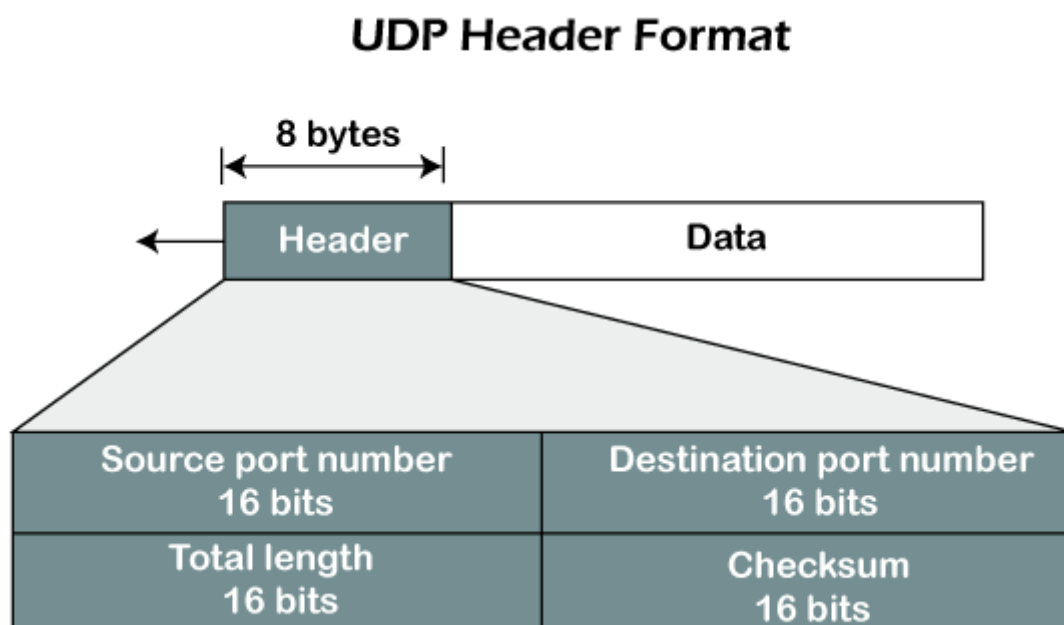 UDP Header Format
8 bytes
Header
Data
Source port number
16 bits
Destination port number
16 bits
Total length
16 bits
Checksum
16 bits